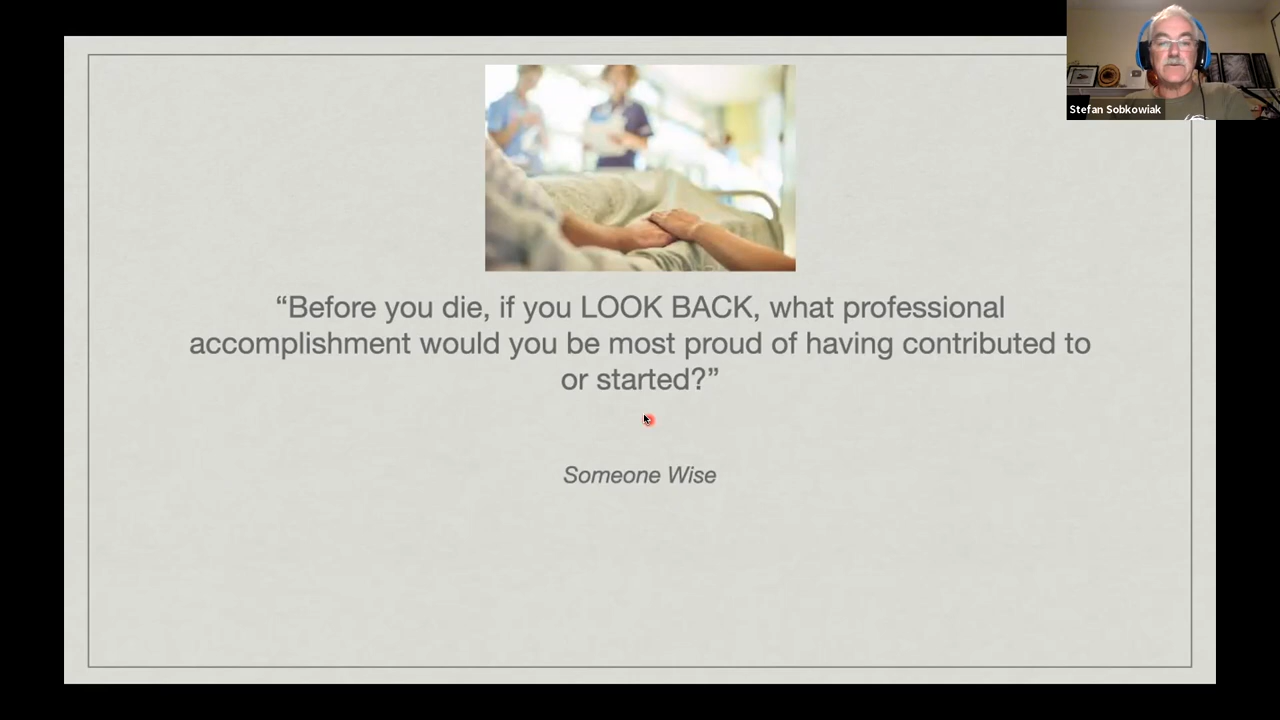 Stefan Sobkowiak
“Before you die, if you LOOK BACK, what professional
accomplishment would you be most proud of having contributed to
or started?”
Someone Wise